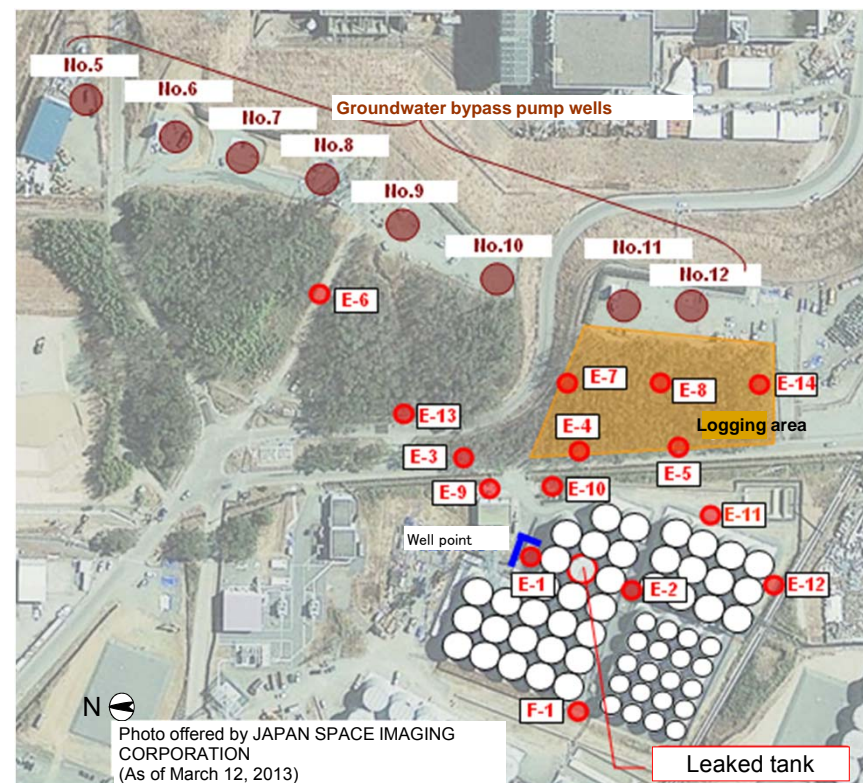 No.5
No.6
Groundwater bypass pump wells
No.7
No.8
No.9
No.10
No.11
No.12
E-6
E-7
E-8
E-14
E-13
Logging area
E-4
E-3
E-5
E-9
E-10
E-11
Well point
E-1
E-2
E-12
F-1
N
Photo offered by JAPAN SPACE IMAGING
CORPORATION
(As of March 12, 2013)
Leaked tank